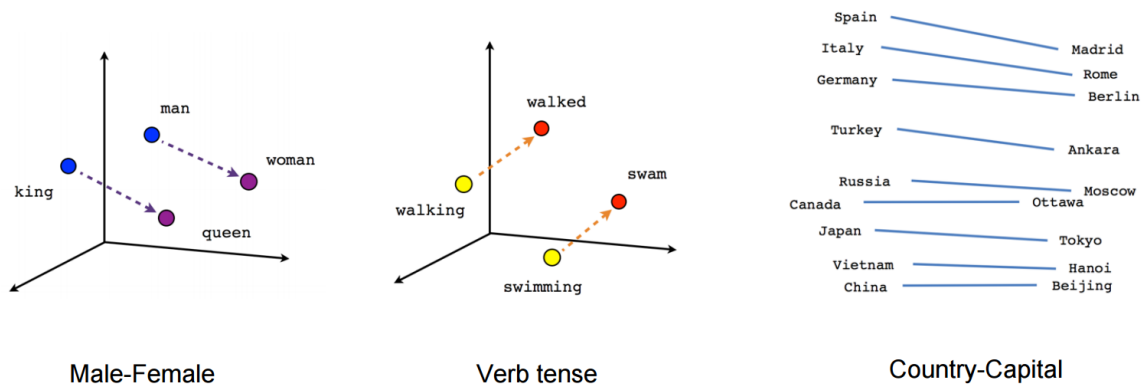 man
woman
king
queen
Male-Female
walked
swam
walking
swimming
Verb tense
Spain
Madrid
Italy
Rome
Germany
Berlin
Turkey
Ankara
Russia
Moscow
Canada
Ottawa
Japan
Tokyo
Vietnam
Hanoi
China
Beijing
Country-Capital